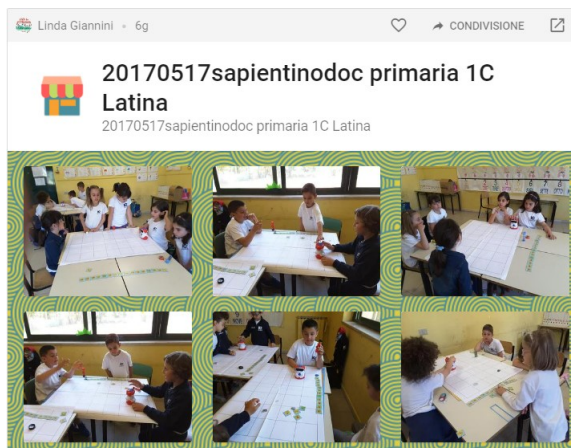 Linda Giannini • 6g
CONDIVISIONE
20170517sapientinodoc primaria 1C
Latina
20170517sapientinodoc primaria 1C Latina